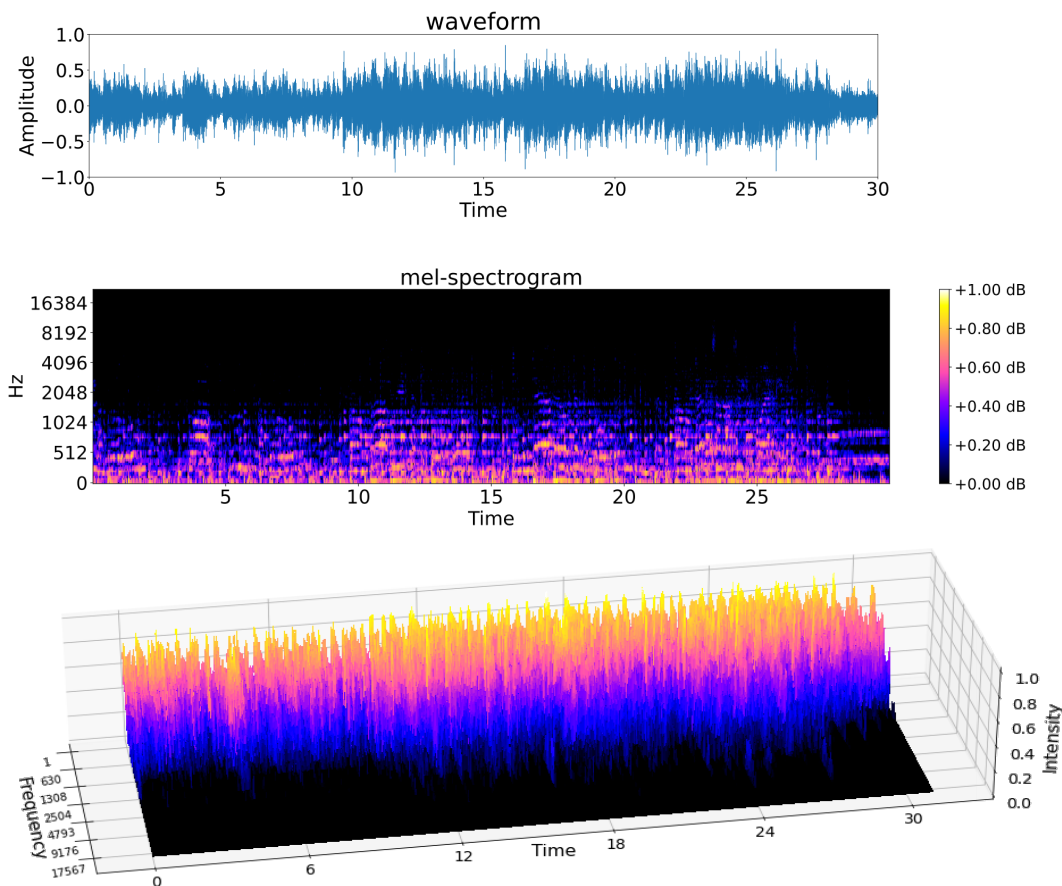 waveform
1.0
0.5
0.0
−0.5
−1.0
Amplitude
0 5 10 15 20 25 30
Time
mel-spectrogram
16384
8192
4096
2048
1024
512
0
Hz
5 10 15 20 25
Time
+1.00 dB
+0.80 dB
+0.60 dB
+0.40 dB
+0.20 dB
+0.00 dB
1
630
1308
2504
4793
9176
17567
Frequency
0 6 12 18 24 30
Time
1.0
0.8
0.6
0.4
0.2
0.0
Intensity